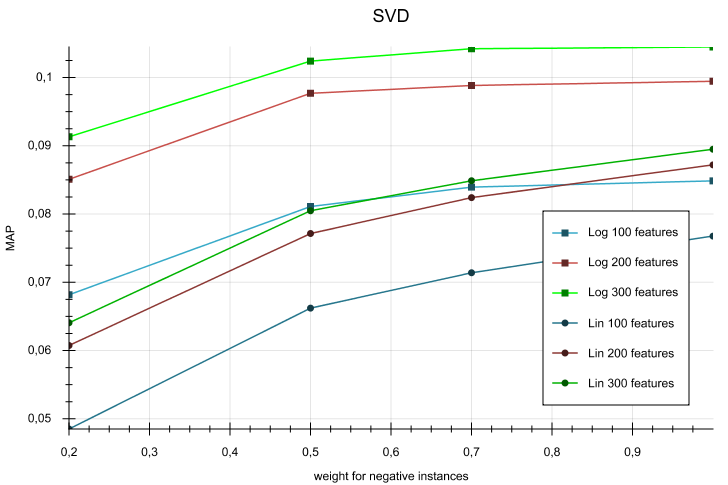 SVD
0,1
0,09
0,08
0,07
0,06
0,05
MAP
Log 100 features
Log 200 features
Log 300 features
Lin 100 features
Lin 200 features
Lin 300 features
0,2 0,3 0,4 0,5 0,6 0,7 0,8 0,9
weight for negative instances